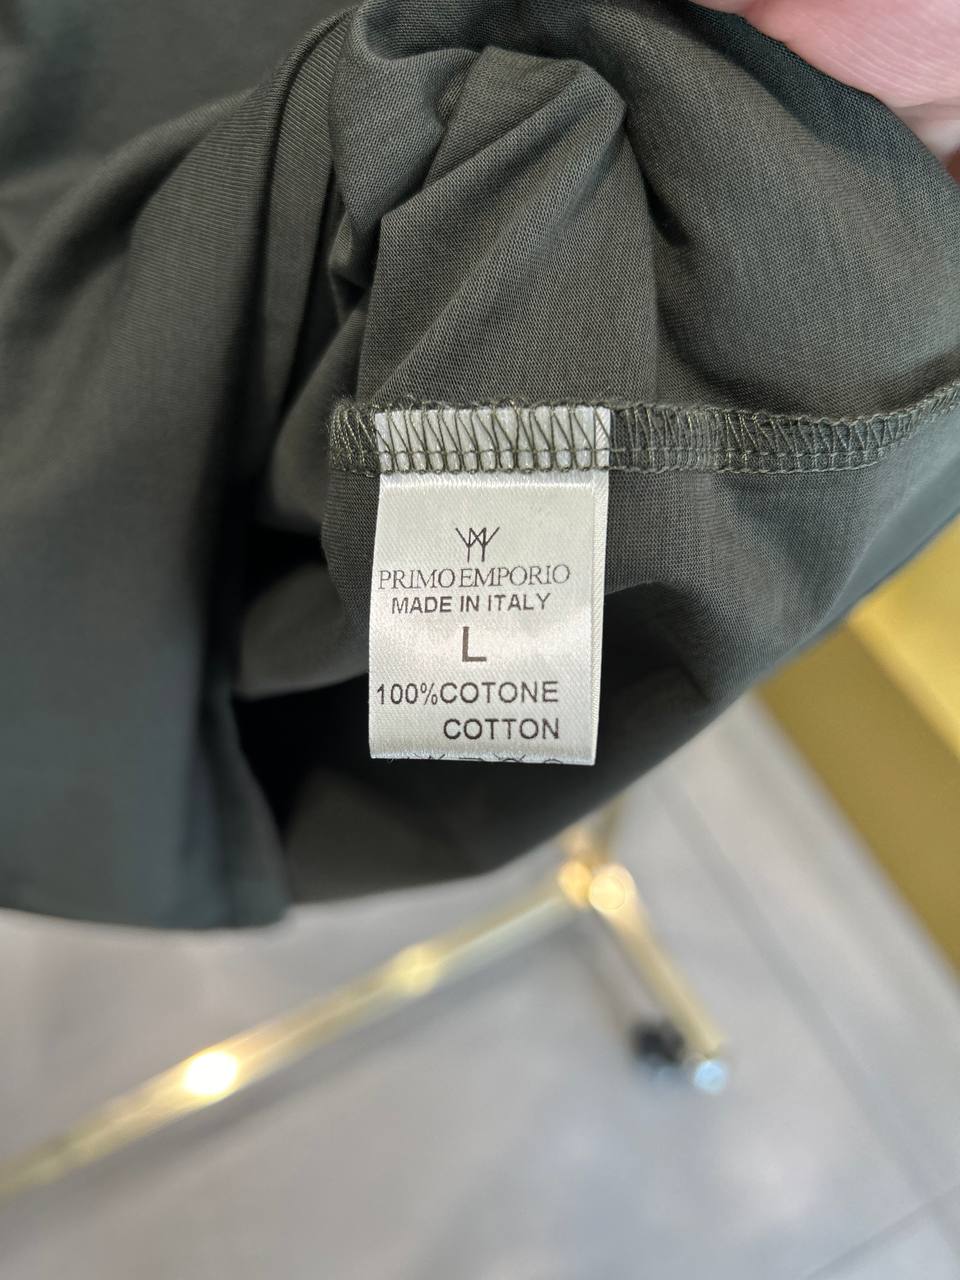 PRIMO EMPORIO
MADE IN ITALY
L
100%COTONE
COTTON